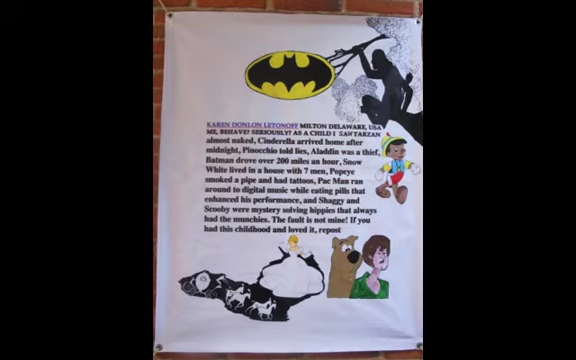 KAREN DONLON LETONOFF MILTON DELAWARE, USA
ME, BEHAVE? SERIOUSLY? AS A CHILD I SAW TARZAN
almost naked, Cinderella arrived home after
midnight, Pinocchio told lies, Aladdin was a thief,
Batman drove over 200 miles an hour, Snow
White lived in a house with 7 men, Popeye
smoked a pipe and had tattoos, Pac Man ran
around to digital music while eating pills that
enhanced his performance, and Shaggy and
Scooby were mystery solving hippies that always
had the munchies. The fault is not mine! If you
had this childhood and loved it, repost